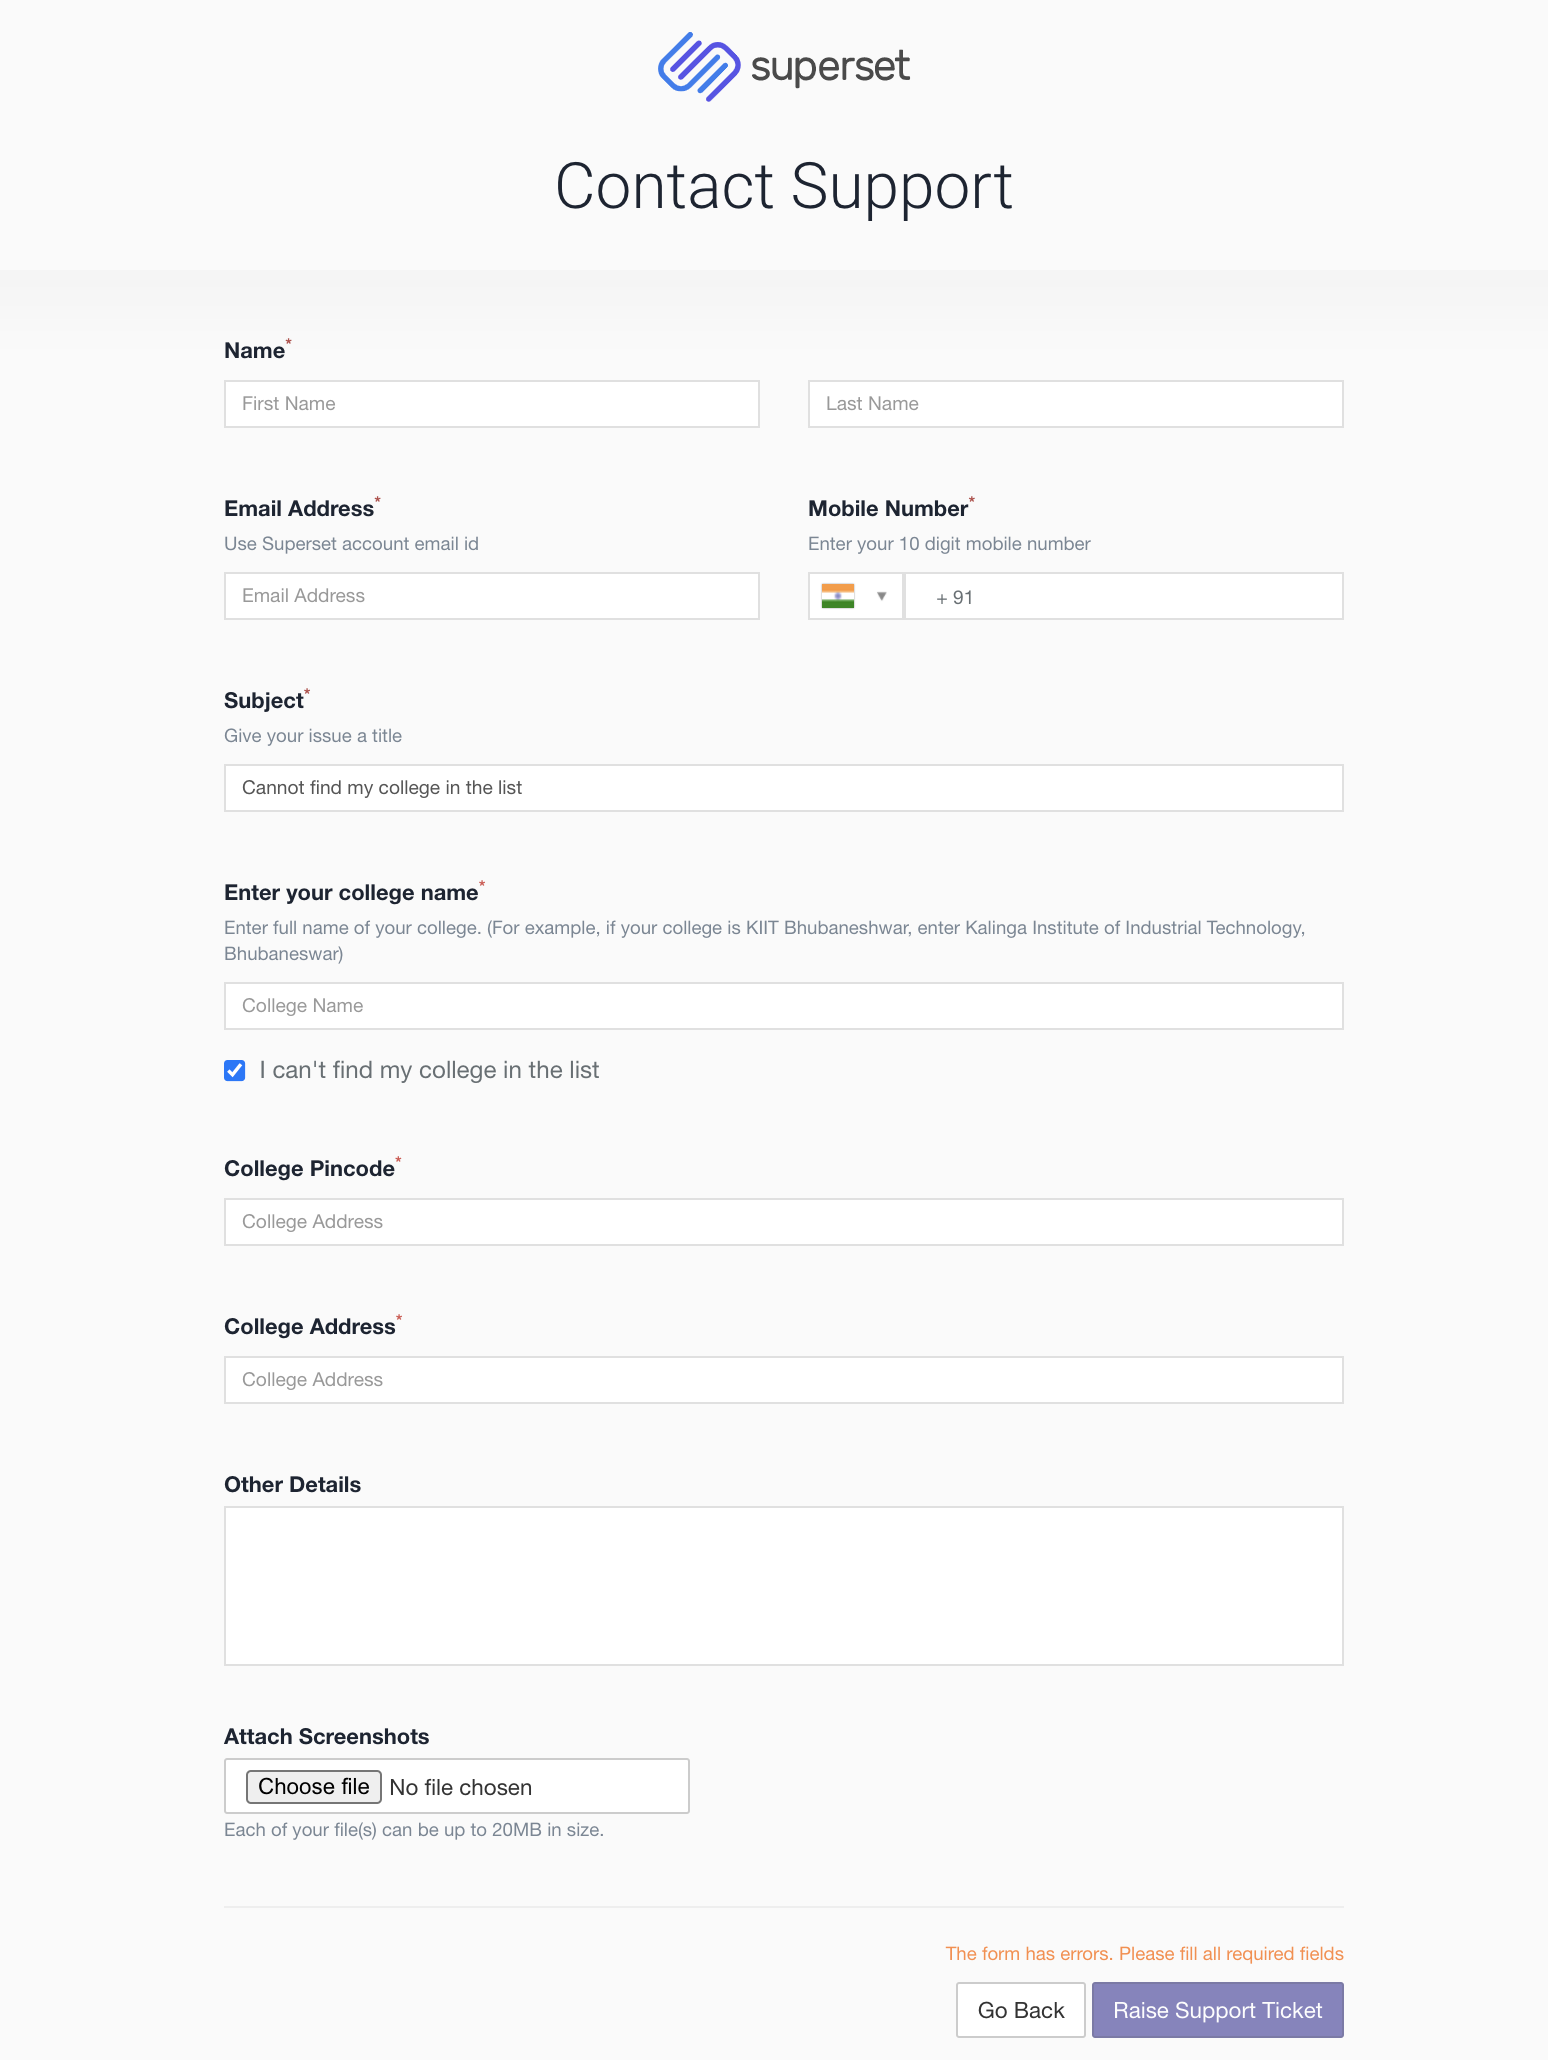 superset
Contact Support
Name*
First Name
Last Name
Email Address*
Mobile Number*
Use Superset account email id
Enter your 10 digit mobile number
Email Address
+ 91
Subject*
Give your issue a title
Cannot find my college in the list
Enter your college name*
Enter full name of your college. (For example, if your college is KIIT Bhubaneshwar, enter Kalinga Institute of Industrial Technology,
Bhubaneswar)
College Name
I can't find my college in the list
College Pincode*
College Address
College Address*
College Address
Other Details
Attach Screenshots
Choose file No file chosen
Each of your file(s) can be up to 20MB in size.
The form has errors. Please fill all required fields
Go Back
Raise Support Ticket